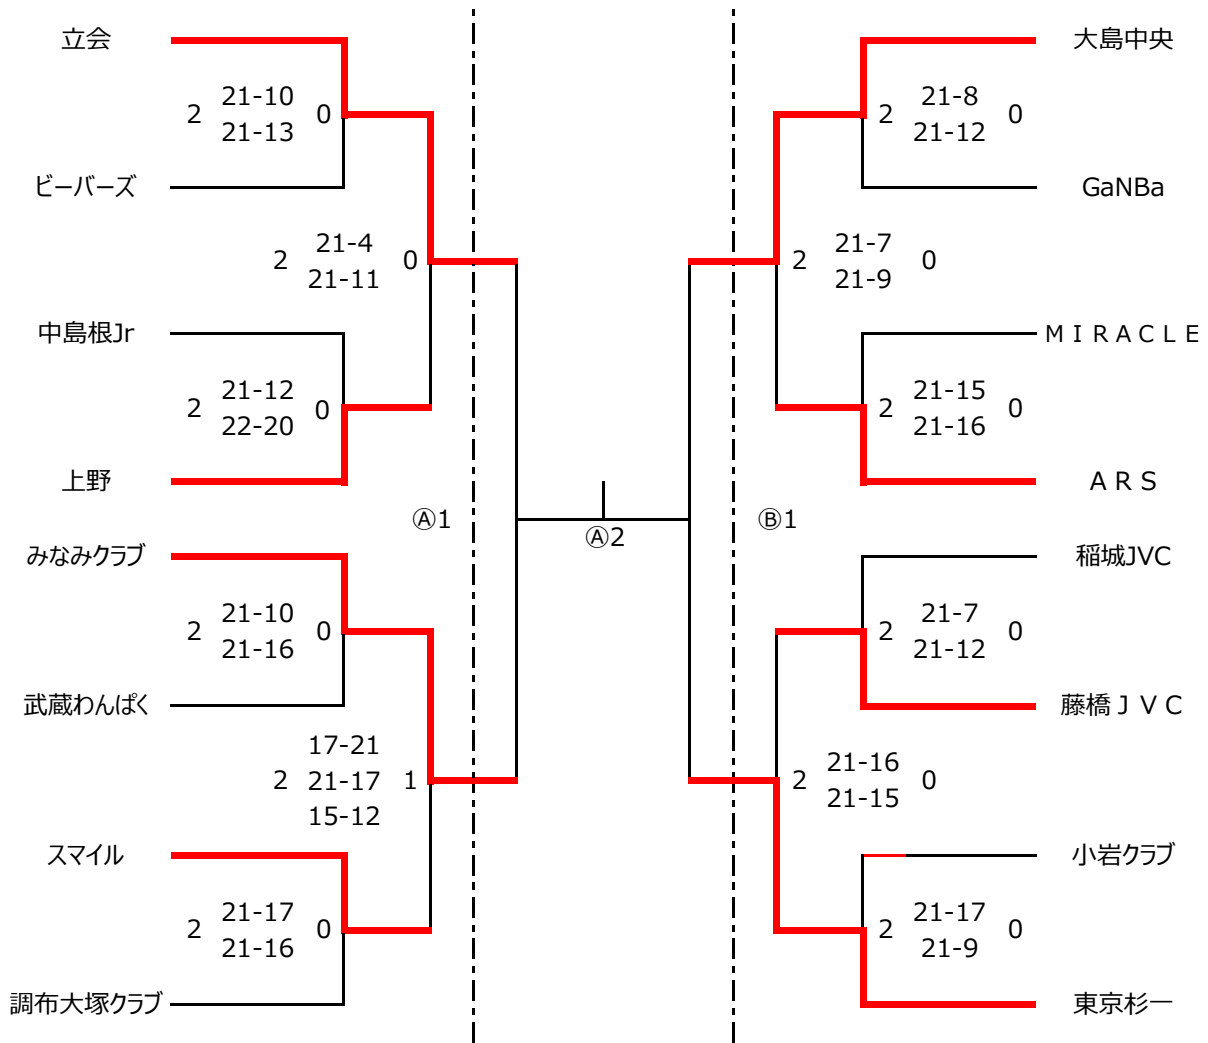 立会
2 21-10 0
21-13
ビーバーズ
2 21-4 0
21-11
中島根Jr
2 21-12 0
22-20
上野
Ⓐ1
みなみクラブ
2 21-10 0
21-16
武蔵わんぱく
17-21
2 21-17 1
15-12
スマイル
2 21-17 0
21-16
調布大塚クラブ
Ⓐ2
大島中央
2 21-8 0
21-12
GaNBa
2 21-7 0
21-9
ＭＩＲＡＣＬＥ
2 21-15 0
21-16
ＡＲＳ
Ⓑ1
稲城JVC
2 21-7 0
21-12
藤橋ＪＶＣ
2 21-16 0
21-15
小岩クラブ
2 21-17 0
21-9
東京杉一